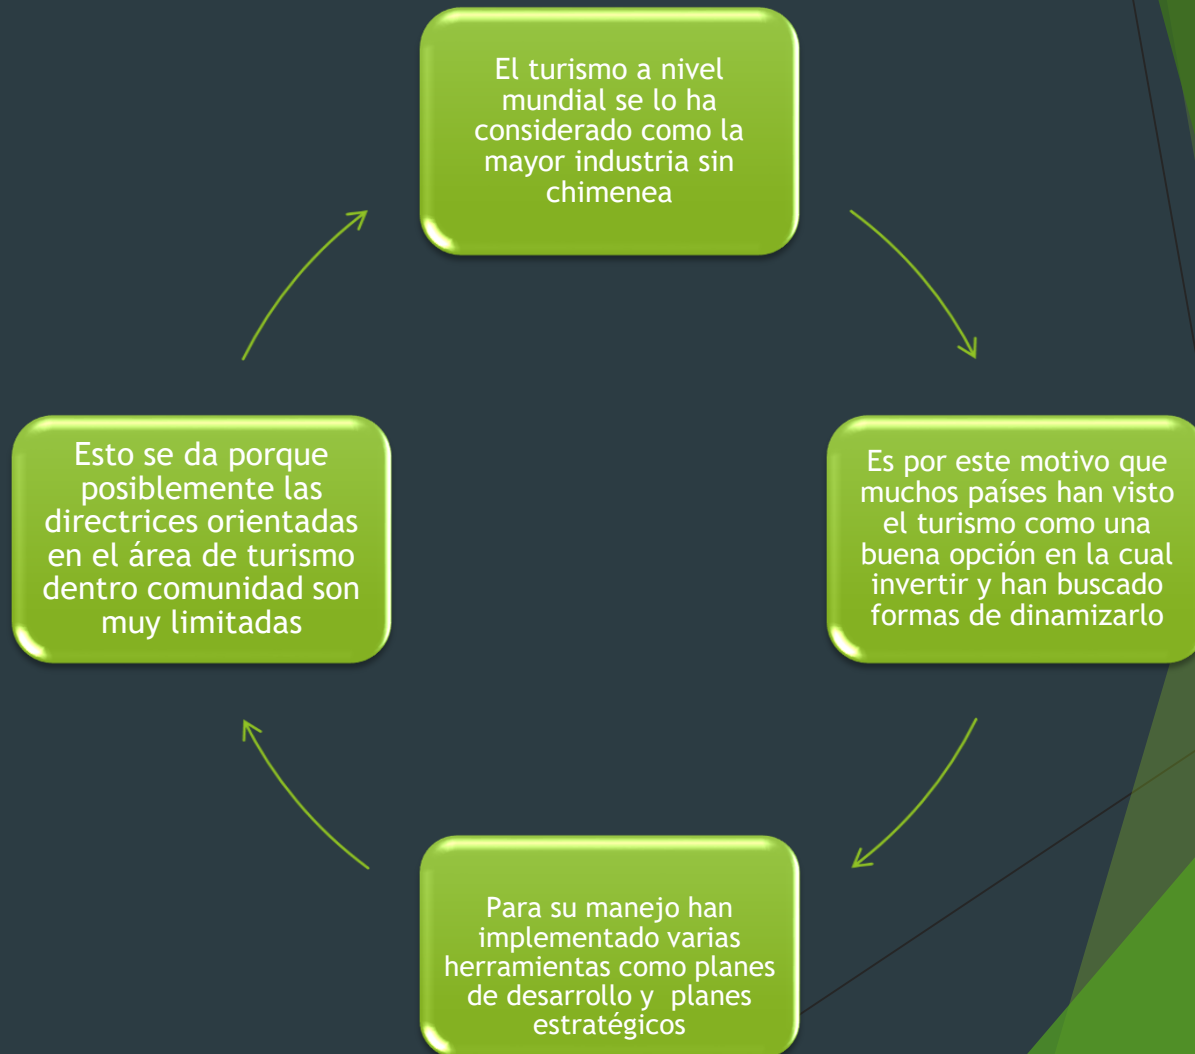 El turismo a nivel
mundial se lo ha
considerado como la
mayor industria sin
chimenea
Es por este motivo que
muchos países han visto
el turismo como una
buena opción en la cual
invertir y han buscado
formas de dinamizarlo
Para su manejo han
implementado varias
herramientas como planes
de desarrollo y planes
estratégicos
Esto se da porque
posiblemente las
directrices orientadas
en el área de turismo
dentro comunidad son
muy limitadas